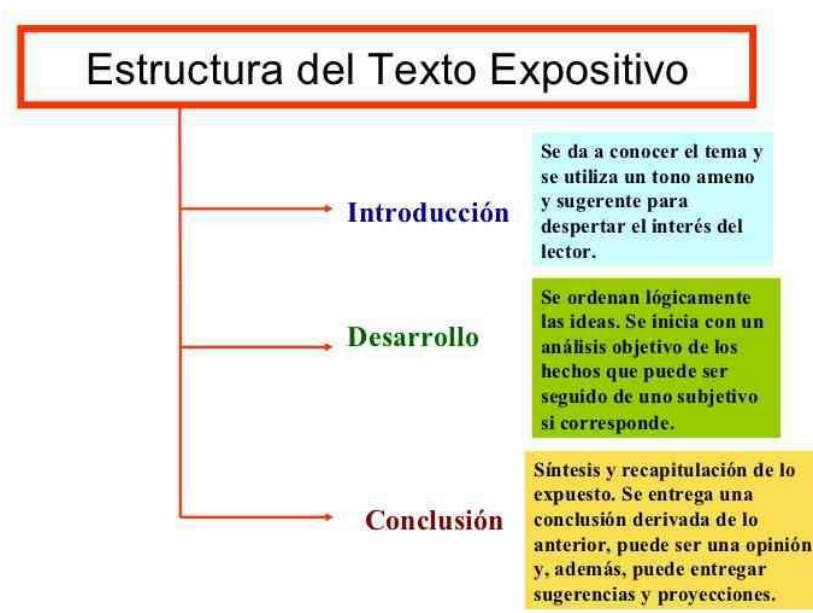 Estructura del Texto Expositivo
Introducción
Se da a conocer el tema y
se utiliza un tono ameno
y sugerente para
despertar el interés del
lector.
Desarrollo
Se ordenan lógicamente
las ideas. Se inicia con un
análisis objetivo de los
hechos que puede ser
seguido de uno subjetivo
si corresponde.
Conclusión
Síntesis y recapitulación de lo
expuesto. Se entrega una
conclusión derivada de lo
anterior, puede ser una opinión
y, además, puede entregar
sugerencias y proyecciones.